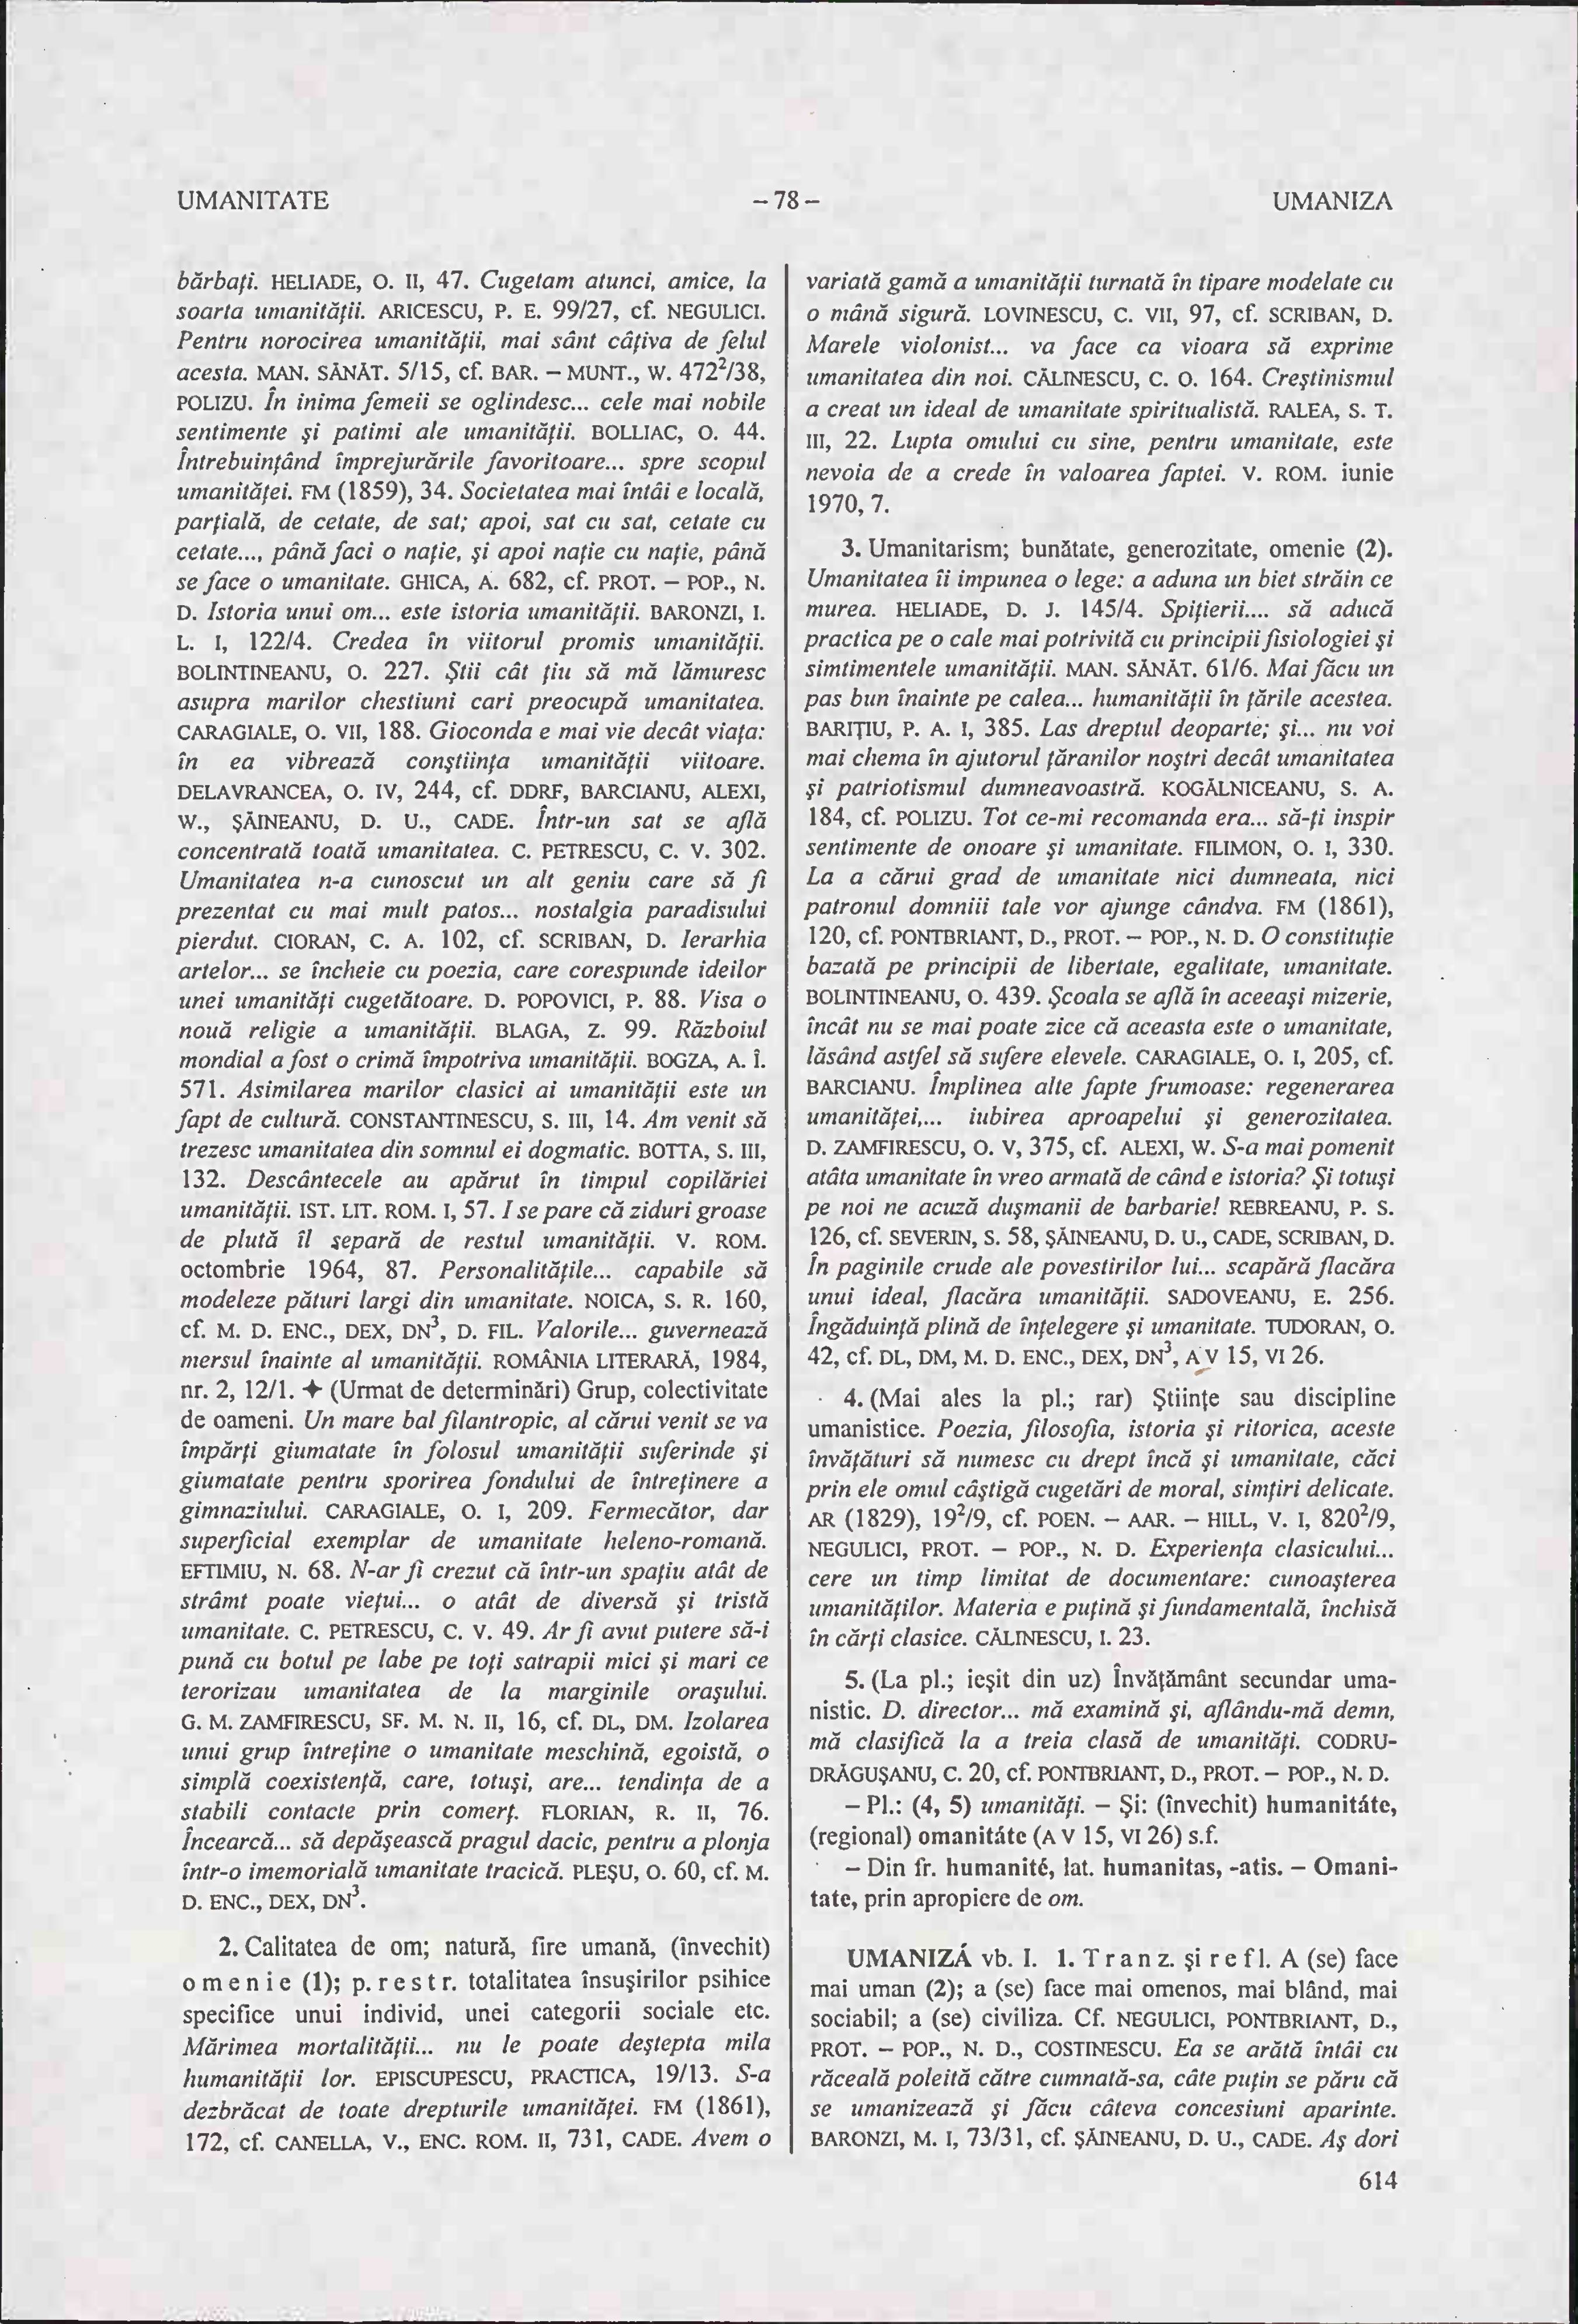 UMANITATE – 78 – UMANIZA
bărbaţi. HELIADE, O. II, 47. Cugetam atunci, amice, la
soarta umanităţii. ARICESCU, P. E. 99/27, cf. NEGULICI.
Pentru norocirea umanităţii, mai sânt câţiva de felul
acesta. MAN. SĂNĂT. 5/15, cf. BAR. – MUNT., W. 472²/38,
POLIZU. În inima femeii se oglindesc... cele mai nobile
sentimente şi patimi ale umanităţii. BOLLIAC, O. 44.
Întrebuinţând împrejurările favoritoare... spre scopul
umanităţei. FM (1859), 34. Societatea mai întâi e locală,
parţială, de cetate, de sat; apoi, sat cu sat, cetate cu
cetate..., până faci o naţie, şi apoi naţie cu naţie, până
se face o umanitate. GHICA, A. 682, cf. PROT. – POP., N.
D. Istoria unui om... este istoria umanităţii. BARONZI, I.
L. I, 122/4. Credea în viitorul promis umanităţii.
BOLINTINEANU, O. 227. Ştii cât ţiu să mă lămuresc
asupra marilor chestiuni cari preocupă umanitatea.
CARAGIALE, O. VII, 188. Gioconda e mai vie decât viaţa:
în ea vibrează conştiinţa umanităţii viitoare.
DELAVRANCEA, O. IV, 244, cf. DDRF, BARCIANU, ALEXI,
W., ŞĂINEANU, D. U., CADE. Într-un sat se află
concentrată toată umanitatea. C. PETRESCU, C. V. 302.
Umanitatea n-a cunoscut un alt geniu care să fi
prezentat cu mai mult patos... nostalgia paradisului
pierdut. CIORAN, C. A. 102, cf. SCRIBAN, D. Ierarhia
artelor... se încheie cu poezia, care corespunde ideilor
unei umanităţi cugetătoare. D. POPOVICI, P. 88. Visa o
nouă religie a umanităţii. BLAGA, Z. 99. Războiul
mondial a fost o crimă împotriva umanităţii. BOGZA, A. Î.
571. Asimilarea marilor clasici ai umanităţii este un
fapt de cultură. CONSTANTINESCU, S. III, 14. Am venit să
trezesc umanitatea din somnul ei dogmatic. BOTTA, S. III,
132. Descântecele au apărut în timpul copilăriei
umanităţii. IST. LIT. ROM. I, 57. I se pare că ziduri groase
de plută îl separă de restul umanităţii. V. ROM.
octombrie 1964, 87. Personalităţile... capabile să
modeleze pături largi din umanitate. NOICA, S. R. 160,
cf. M. D. ENC., DEX, DN³, D. FIL. Valorile... guvernează
mersul înainte al umanităţii. ROMÂNIA LITERARĂ, 1984,
nr. 2, 12/1. ✦ (Urmat de determinări) Grup, colectivitate
de oameni. Un mare bal filantropic, al cărui venit se va
împărţi giumatate în folosul umanităţii suferinde şi
giumatate pentru sporirea fondului de întreţinere a
gimnaziului. CARAGIALE, O. I, 209. Fermecător, dar
superficial exemplar de umanitate heleno-romană.
EFTIMIU, N. 68. N-ar fi crezut că într-un spaţiu atât de
strâmt poate vieţui... o atât de diversă şi tristă
umanitate. C. PETRESCU, C. V. 49. Ar fi avut putere să-i
pună cu botul pe labe pe toţi satrapii mici şi mari ce
terorizau umanitatea de la marginile oraşului.
G. M. ZAMFIRESCU, SF. M. N. II, 16, cf. DL, DM. Izolarea
unui grup întreţine o umanitate meschină, egoistă, o
simplă coexistenţă, care, totuşi, are... tendinţa de a
stabili contacte prin comerţ. FLORIAN, R. II, 76.
Încearcă... să depăşească pragul dacic, pentru a plonja
într-o imemorială umanitate tracică. PLEŞU, O. 60, cf. M.
D. ENC., DEX, DN³.
2. Calitatea de om; natură, fire umană, (învechit)
omenie (1); p. restr. totalitatea însuşirilor psihice
specifice unui individ, unei categorii sociale etc.
Mărimea mortalităţii... nu le poate deştepta mila
humanităţii lor. EPISCUPESCU, PRACTICA, 19/13. S-a
dezbrăcat de toate drepturile umanităţei. FM (1861),
172, cf. CANELLA, V., ENC. ROM. II, 731, CADE. Avem o
variată gamă a umanităţii turnată în tipare modelate cu
o mână sigură. LOVINESCU, C. VII, 97, cf. SCRIBAN, D.
Marele violonist... va face ca vioara să exprime
umanitatea din noi. CĂLINESCU, C. O. 164. Creştinismul
a creat un ideal de umanitate spiritualistă. RALEA, S. T.
III, 22. Lupta omului cu sine, pentru umanitate, este
nevoia de a crede în valoarea faptei. V. ROM. iunie
1970, 7.
3. Umanitarism; bunătate, generozitate, omenie (2).
Umanitatea îi impunea o lege: a aduna un biet străin ce
murea. HELIADE, D. J. 145/4. Spiţierii.... să aducă
practica pe o cale mai potrivită cu principii fisiologiei şi
simtimentele umanităţii. MAN. SĂNĂT. 61/6. Mai făcu un
pas bun înainte pe calea... humanităţii în ţările acestea.
BARIŢIU, P. A. I, 385. Las dreptul deoparte; şi... nu voi
mai chema în ajutorul ţăranilor noştri decât umanitatea
şi patriotismul dumneavoastră. KOGĂLNICEANU, S. A.
184, cf. POLIZU. Tot ce-mi recomanda era... să-ţi inspir
sentimente de onoare şi umanitate. FILIMON, O. I, 330.
La a cărui grad de umanitate nici dumneata, nici
patronul domniii tale vor ajunge cândva. FM (1861),
120, cf. PONTBRIANT, D., PROT. – POP., N. D. O constituţie
bazată pe principii de libertate, egalitate, umanitate.
BOLINTINEANU, O. 439. Şcoala se află în aceeaşi mizerie,
încât nu se mai poate zice că aceasta este o umanitate,
lăsând astfel să sufere elevele. CARAGIALE, O. I, 205, cf.
BARCIANU. Împlinea alte fapte frumoase: regenerarea
umanităţei,... iubirea aproapelui şi generozitatea.
D. ZAMFIRESCU, O. V, 375, cf. ALEXI, W. S-a mai pomenit
atâta umanitate în vreo armată de când e istoria? Şi totuşi
pe noi ne acuză duşmanii de barbarie! REBREANU, P. S.
126, cf. SEVERIN, S. 58, ŞĂINEANU, D. U., CADE, SCRIBAN, D.
În paginile crude ale povestirilor lui... scapără flacăra
unui ideal, flacăra umanităţii. SADOVEANU, E. 256.
Îngăduinţă plină de înţelegere şi umanitate. TUDORAN, O.
42, cf. DL, DM, M. D. ENC., DEX, DN³, A V 15, VI 26.
4. (Mai ales la pl.; rar) Ştiinţe sau discipline
umanistice. Poezia, filosofia, istoria şi ritorica, aceste
învăţături să numesc cu drept încă şi umanitate, căci
prin ele omul câştigă cugetări de moral, simţiri delicate.
AR (1829), 19²/9, cf. POEN. – AAR. – HILL, V. I, 820²/9,
NEGULICI, PROT. – POP., N. D. Experienţa clasicului...
cere un timp limitat de documentare: cunoaşterea
umanităţilor. Materia e puţină şi fundamentală, închisă
în cărţi clasice. CĂLINESCU, I. 23.
5. (La pl.; ieşit din uz) Învăţământ secundar uma-
nistic. D. director... mă examină şi, aflându-mă demn,
mă clasifică la a treia clasă de umanităţi. CODRU-
DRĂGUŞANU, C. 20, cf. PONTBRIANT, D., PROT. – POP., N. D.
– Pl.: (4, 5) umanităţi. – Şi: (învechit) humanitáte,
(regional) omanitáte (A V 15, VI 26) s.f.
– Din fr. humanité, lat. humanitas, -atis. – Omani-
tate, prin apropiere de om.
UMANIZÁ vb. I. 1. Tranz. şi refl. A (se) face
mai uman (2); a (se) face mai omenos, mai blând, mai
sociabil; a (se) civiliza. Cf. NEGULICI, PONTBRIANT, D.,
PROT. – POP., N. D., COSTINESCU. Ea se arătă întâi cu
răceală poleită către cumnată-sa, câte puţin se păru că
se umanizează şi făcu câteva concesiuni aparinte.
BARONZI, M. I, 73/31, cf. ŞĂINEANU, D. U., CADE. Aş dori
614